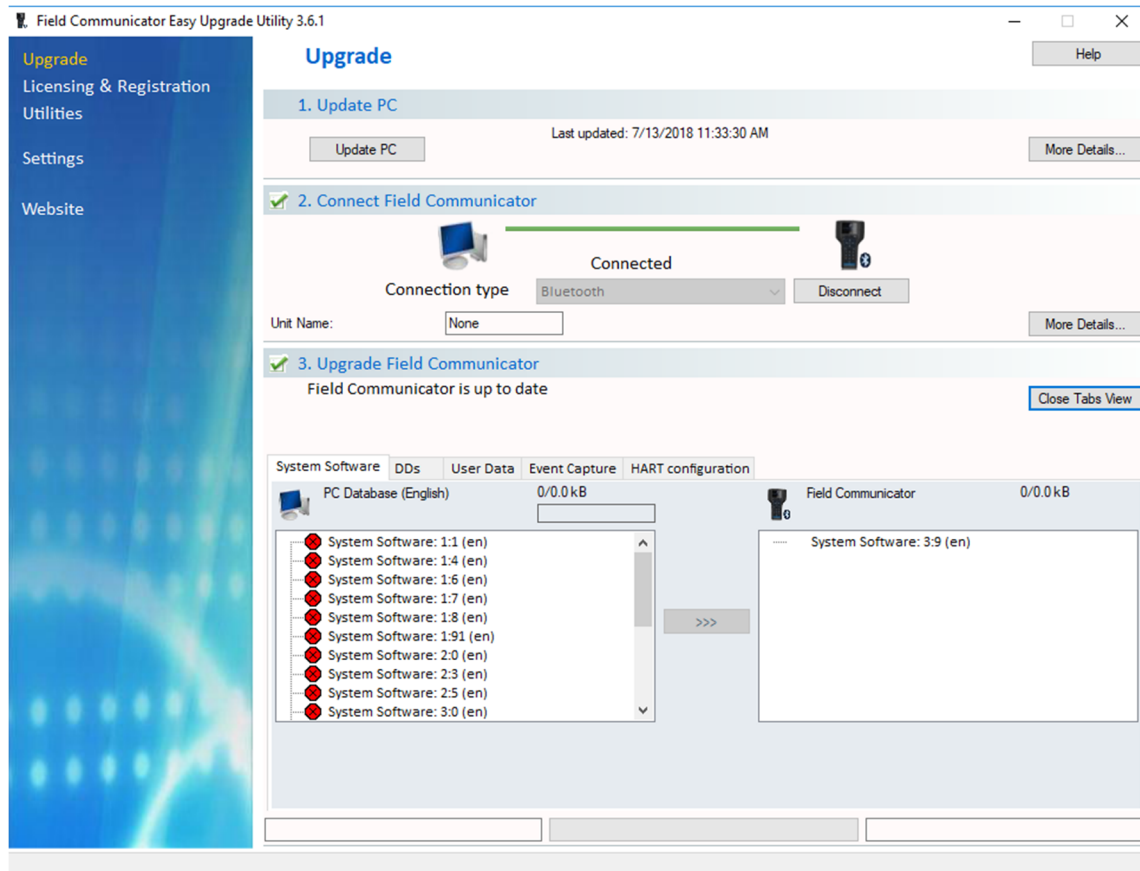 Field Communicator Easy Upgrade Utility 3.6.1
Upgrade
Licensing & Registration
Utilities
Settings
Website
Upgrade
Help
1. Update PC
Update PC
Last updated: 7/13/2018 11:33:30 AM
More Details...
2. Connect Field Communicator
Connected
Connection type
Bluetooth
Disconnect
Unit Name:
None
More Details...
3. Upgrade Field Communicator
Field Communicator is up to date
Close Tabs View
System Software
DDs
User Data
Event Capture
HART configuration
PC Database (English)
0/0.0 kB
Field Communicator
0/0.0 kB
System Software: 1:1 (en)
System Software: 1:4 (en)
System Software: 1:6 (en)
System Software: 1:7 (en)
System Software: 1:8 (en)
System Software: 1:91 (en)
System Software: 2:0 (en)
System Software: 2:3 (en)
System Software: 2:5 (en)
System Software: 3:0 (en)
>>>
System Software: 3:9 (en)